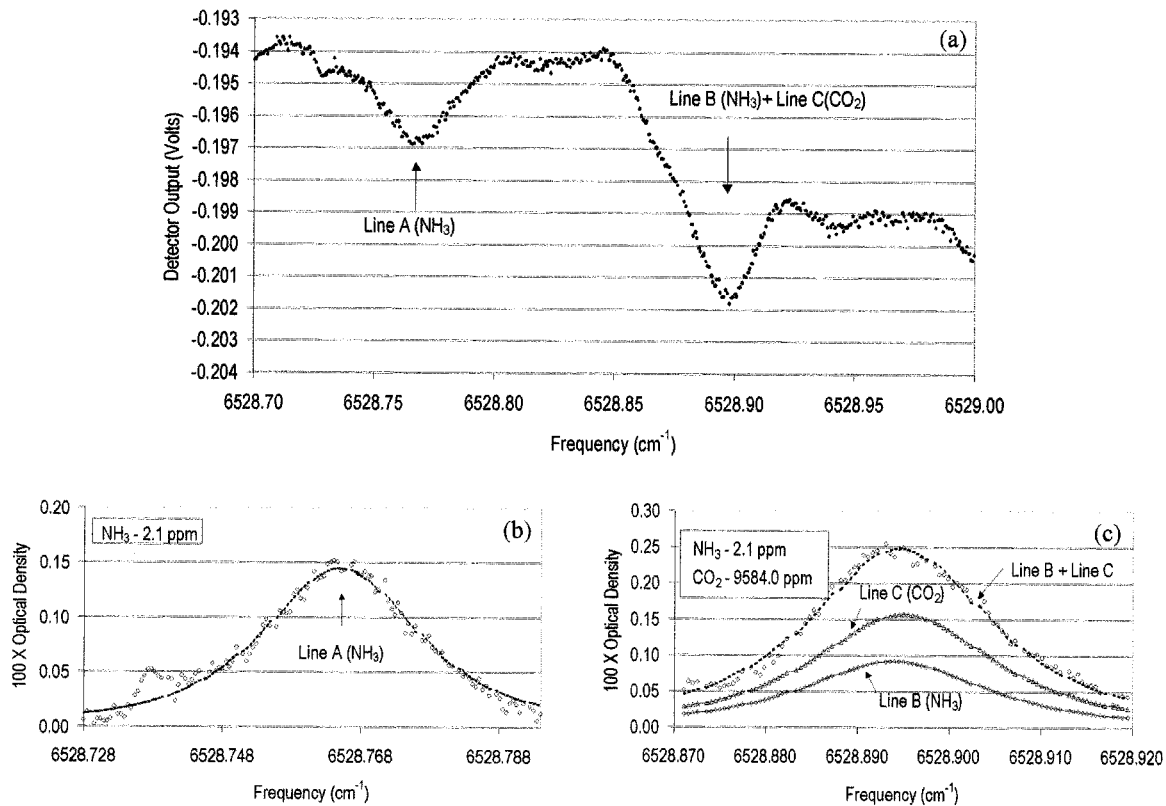 (a)
-0.193
-0.194
-0.195
-0.196
-0.197
-0.198
-0.199
-0.200
-0.201
-0.202
-0.203
-0.204
Detector Output (Volts)
Line B (NH₃)+ Line C(CO₂)
Line A (NH₃)
6528.70 6528.75 6528.80 6528.85 6528.90 6528.95 6529.00
Frequency (cm⁻¹)
(b)
0.20
0.15
0.10
0.05
0.00
100 X Optical Density
NH₃ - 2.1 ppm
Line A (NH₃)
6528.728 6528.748 6528.768 6528.788
Frequency (cm⁻¹)
(c)
0.30
0.25
0.20
0.15
0.10
0.05
0.00
100 X Optical Density
NH₃ - 2.1 ppm
CO₂ - 9584.0 ppm
Line B + Line C
Line C (CO₂)
Line B (NH₃)
6528.870 6528.880 6528.890 6528.900 6528.910 6528.920
Frequency (cm⁻¹)